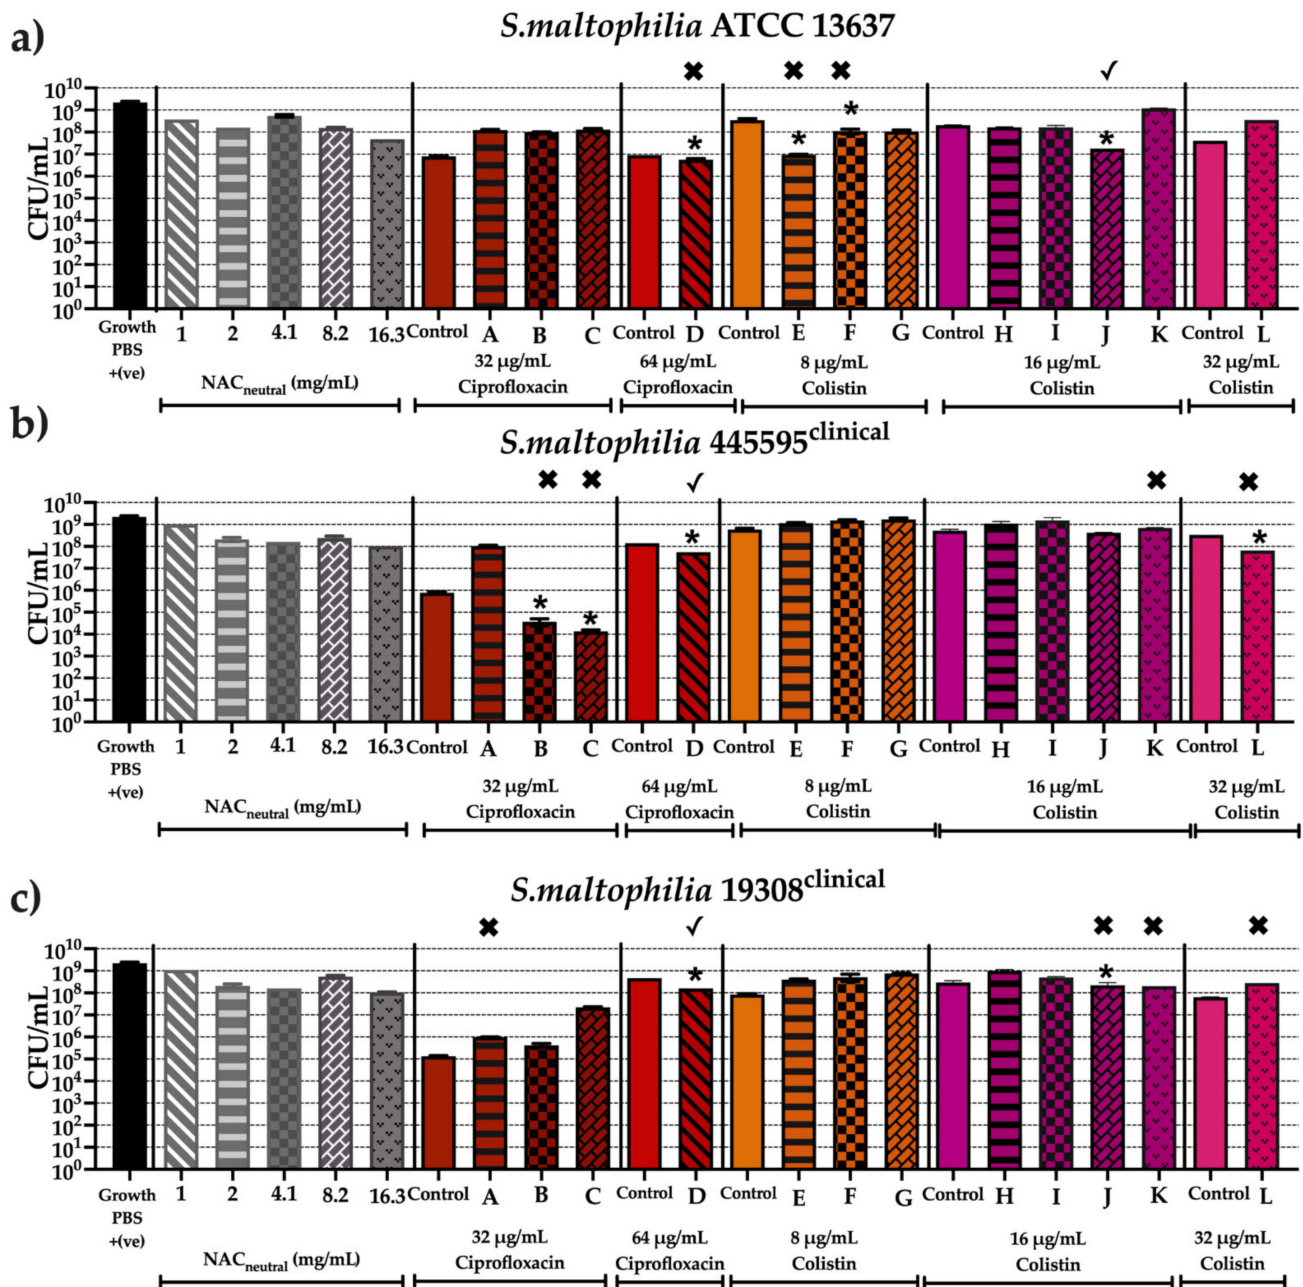 a)
S.maltophilia ATCC 13637
✖ ✖ ✖ ✓
CFU/mL
10^10
10^9
10^8
10^7
10^6
10^5
10^4
10^3
10^2
10^1
10^0
* * * *
Growth PBS +(ve) 1 2 4.1 8.2 16.3 Control A B C Control D Control E F G Control H I J K Control L
NAC_neutral (mg/mL)
32 µg/mL Ciprofloxacin
64 µg/mL Ciprofloxacin
8 µg/mL Colistin
16 µg/mL Colistin
32 µg/mL Colistin
b)
S.maltophilia 445595^clinical
✖ ✖ ✓ ✖ ✖
CFU/mL
10^10
10^9
10^8
10^7
10^6
10^5
10^4
10^3
10^2
10^1
10^0
* * * *
Growth PBS +(ve) 1 2 4.1 8.2 16.3 Control A B C Control D Control E F G Control H I J K Control L
NAC_neutral (mg/mL)
32 µg/mL Ciprofloxacin
64 µg/mL Ciprofloxacin
8 µg/mL Colistin
16 µg/mL Colistin
32 µg/mL Colistin
c)
S.maltophilia 19308^clinical
✖ ✓ ✖ ✖ ✖
CFU/mL
10^10
10^9
10^8
10^7
10^6
10^5
10^4
10^3
10^2
10^1
10^0
* *
Growth PBS +(ve) 1 2 4.1 8.2 16.3 Control A B C Control D Control E F G Control H I J K Control L
NAC_neutral (mg/mL)
32 µg/mL Ciprofloxacin
64 µg/mL Ciprofloxacin
8 µg/mL Colistin
16 µg/mL Colistin
32 µg/mL Colistin